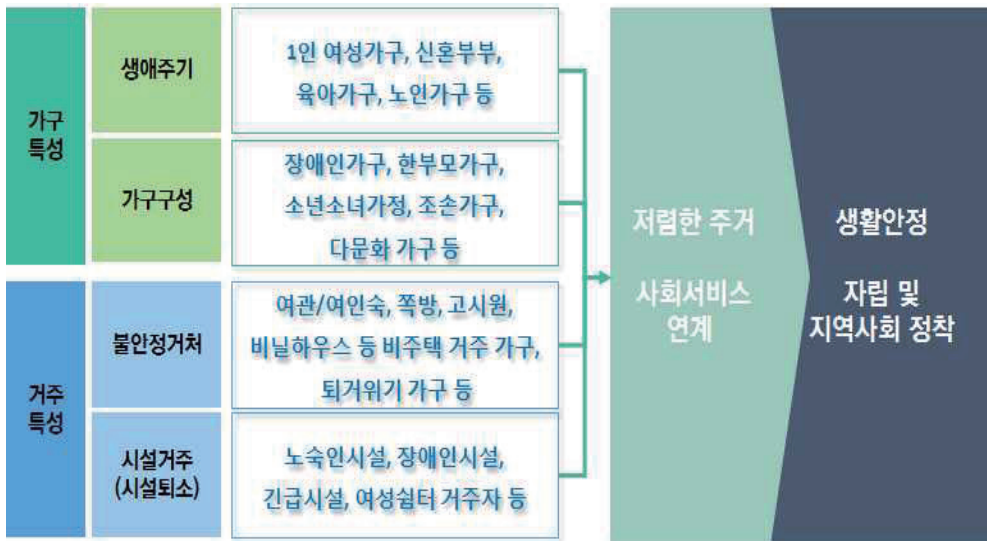 가구
특성
생애주기
1인 여성가구, 신혼부부,
육아가구, 노인가구 등
가구구성
장애인가구, 한부모가구,
소년소녀가정, 조손가구,
다문화 가구 등
거주
특성
불안정거처
여관/여인숙, 쪽방, 고시원,
비닐하우스 등 비주택 거주 가구,
퇴거위기 가구 등
시설거주
(시설퇴소)
노숙인시설, 장애인시설,
긴급시설, 여성쉼터 거주자 등
저렴한 주거
사회서비스
연계
생활안정
자립 및
지역사회 정착